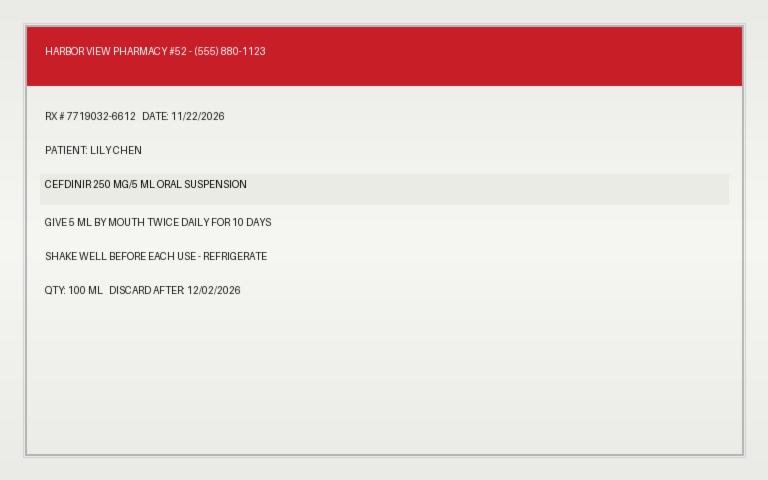 HARBOR VIEW PHARMACY #52 - (555) 880-1123
RX # 7719032-6612 DATE: 11/22/2026
PATIENT: LILY CHEN
CEFDINIR 250 MG/5 ML ORAL SUSPENSION
GIVE 5 ML BY MOUTH TWICE DAILY FOR 10 DAYS
SHAKE WELL BEFORE EACH USE - REFRIGERATE
QTY: 100 ML DISCARD AFTER: 12/02/2026